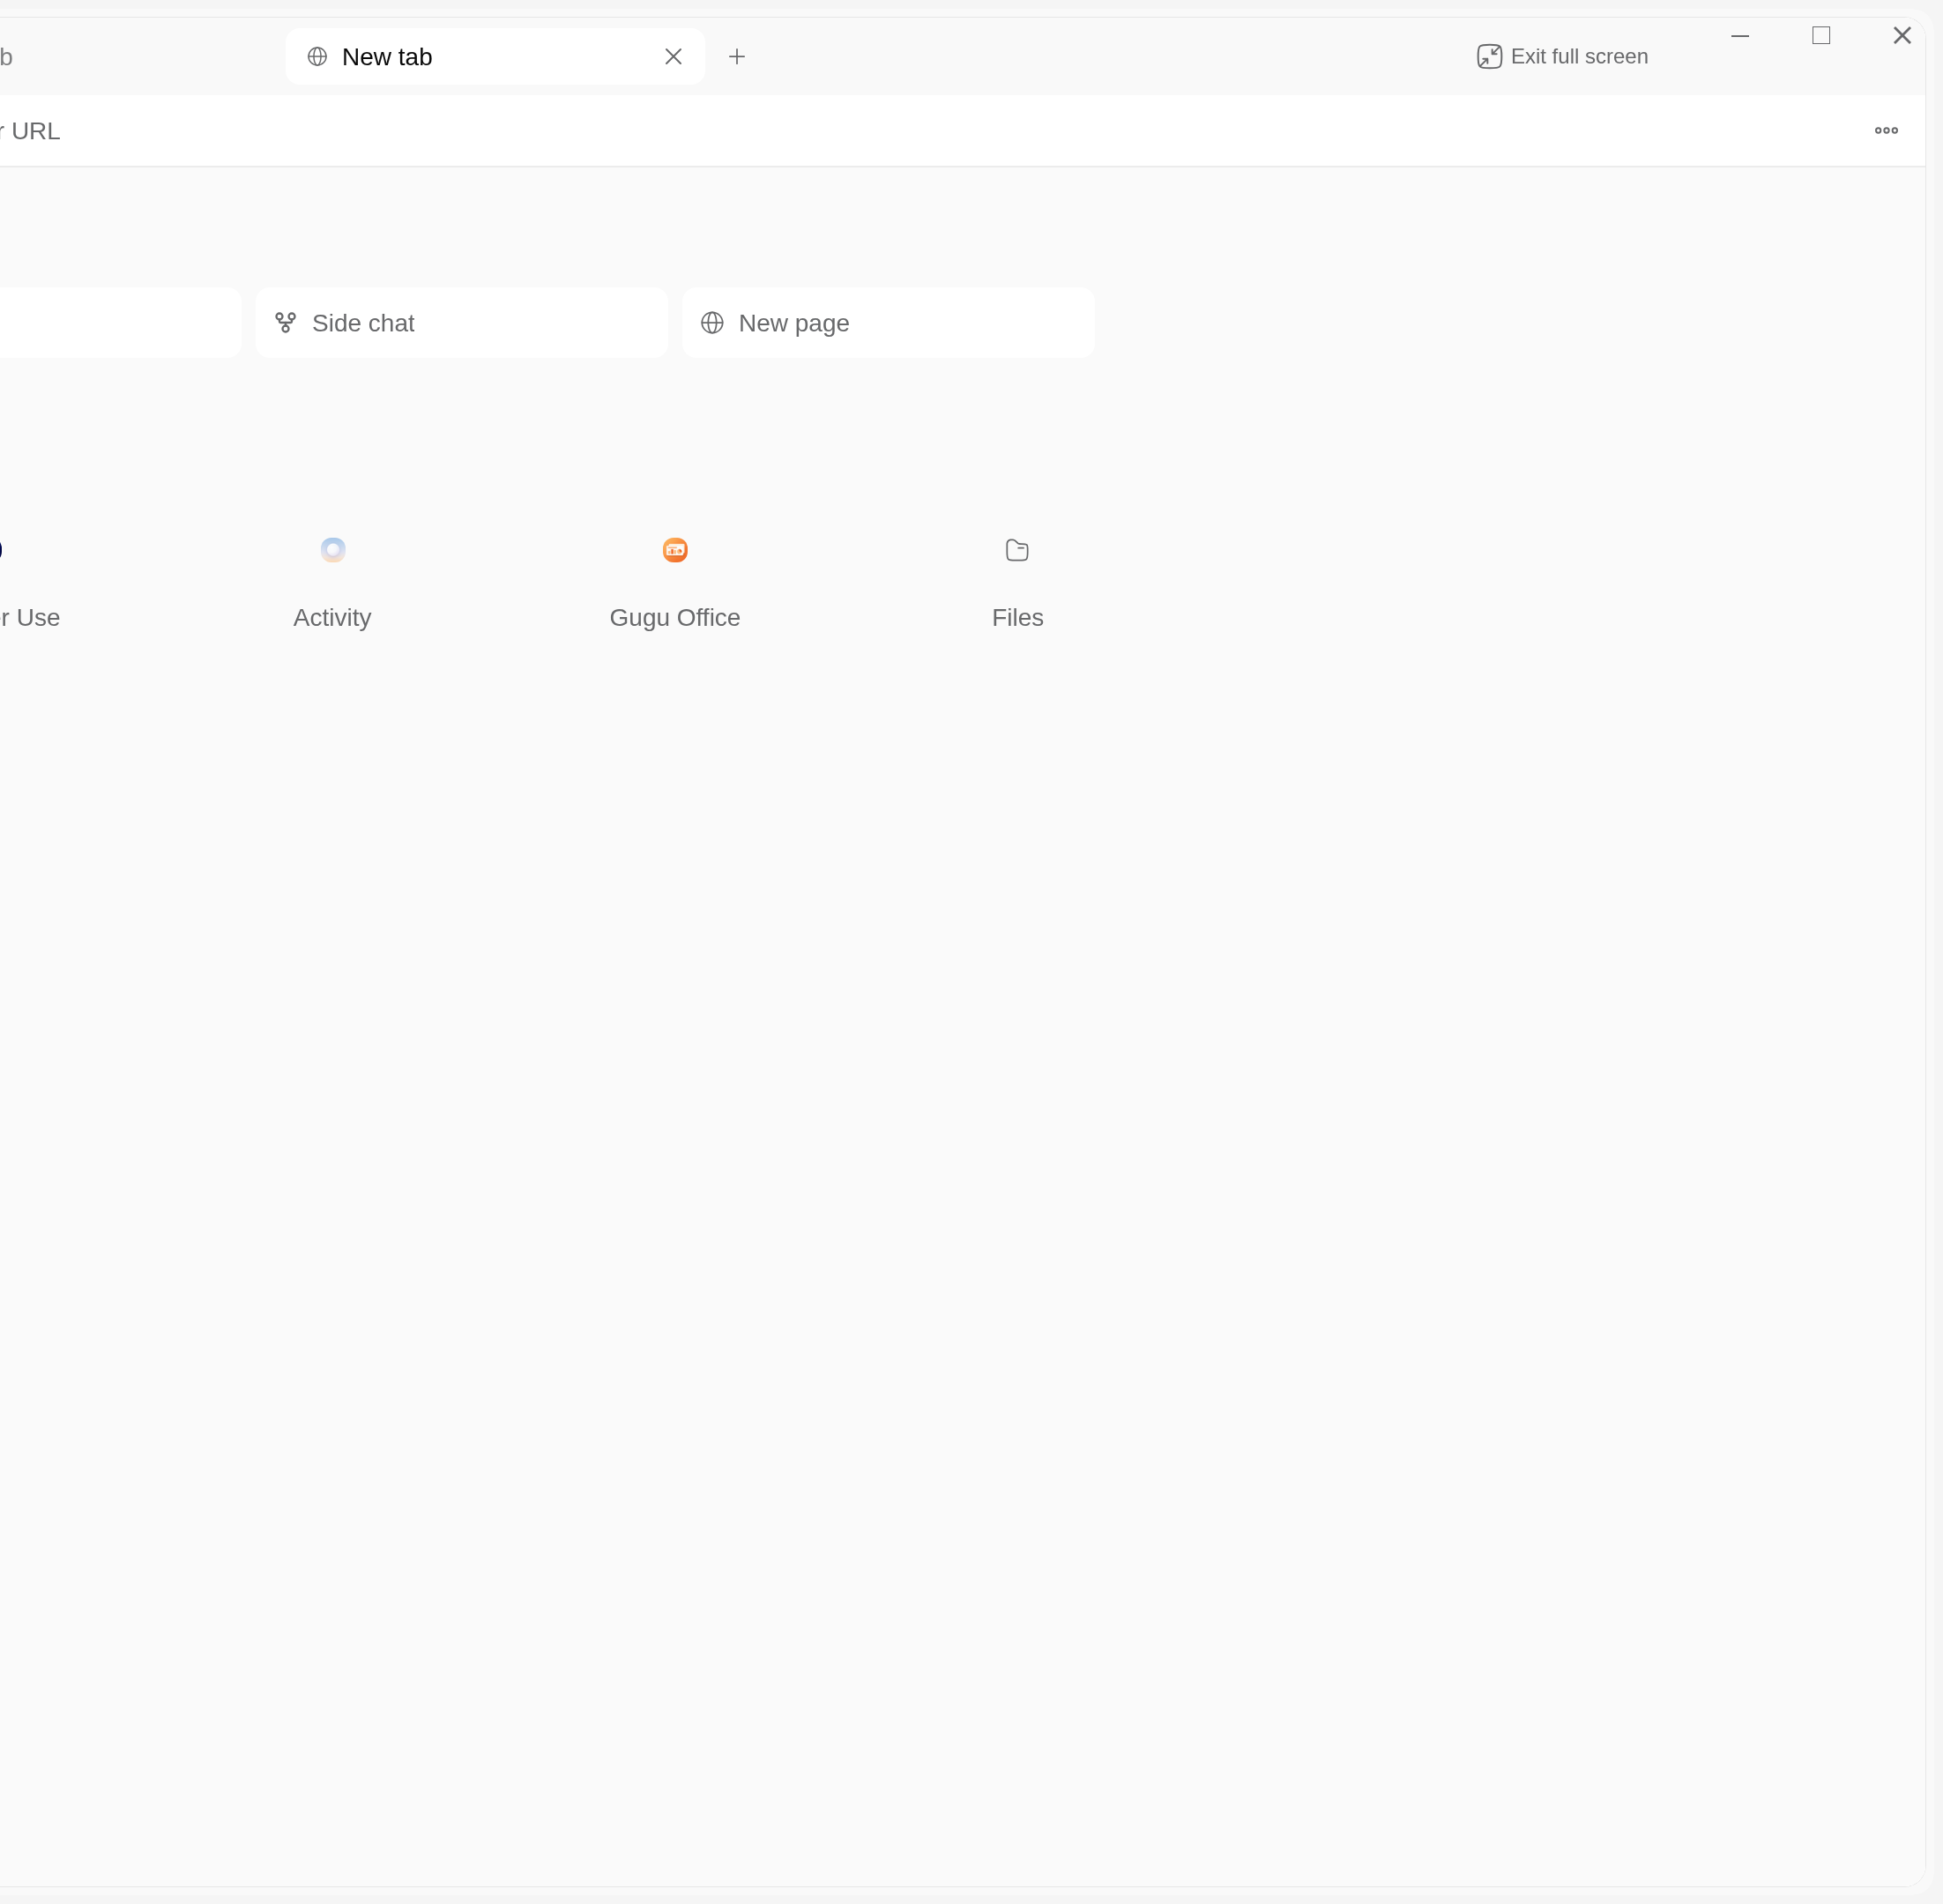 b
New tab
Exit full screen
r URL
Side chat
New page
r Use
Activity
Gugu Office
Files